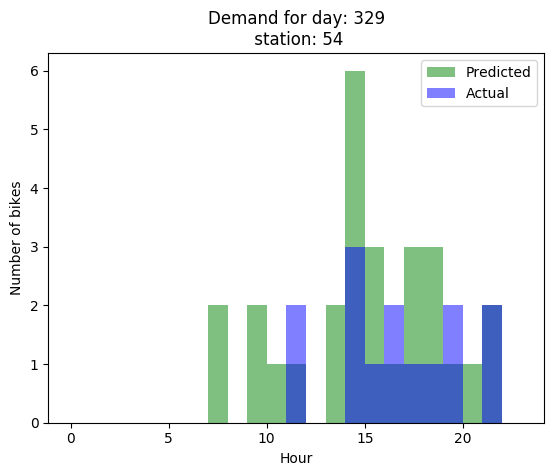 Demand for day: 329
station: 54
Predicted
Actual
Number of bikes
6
5
4
3
2
1
0
0
5
10
15
20
Hour